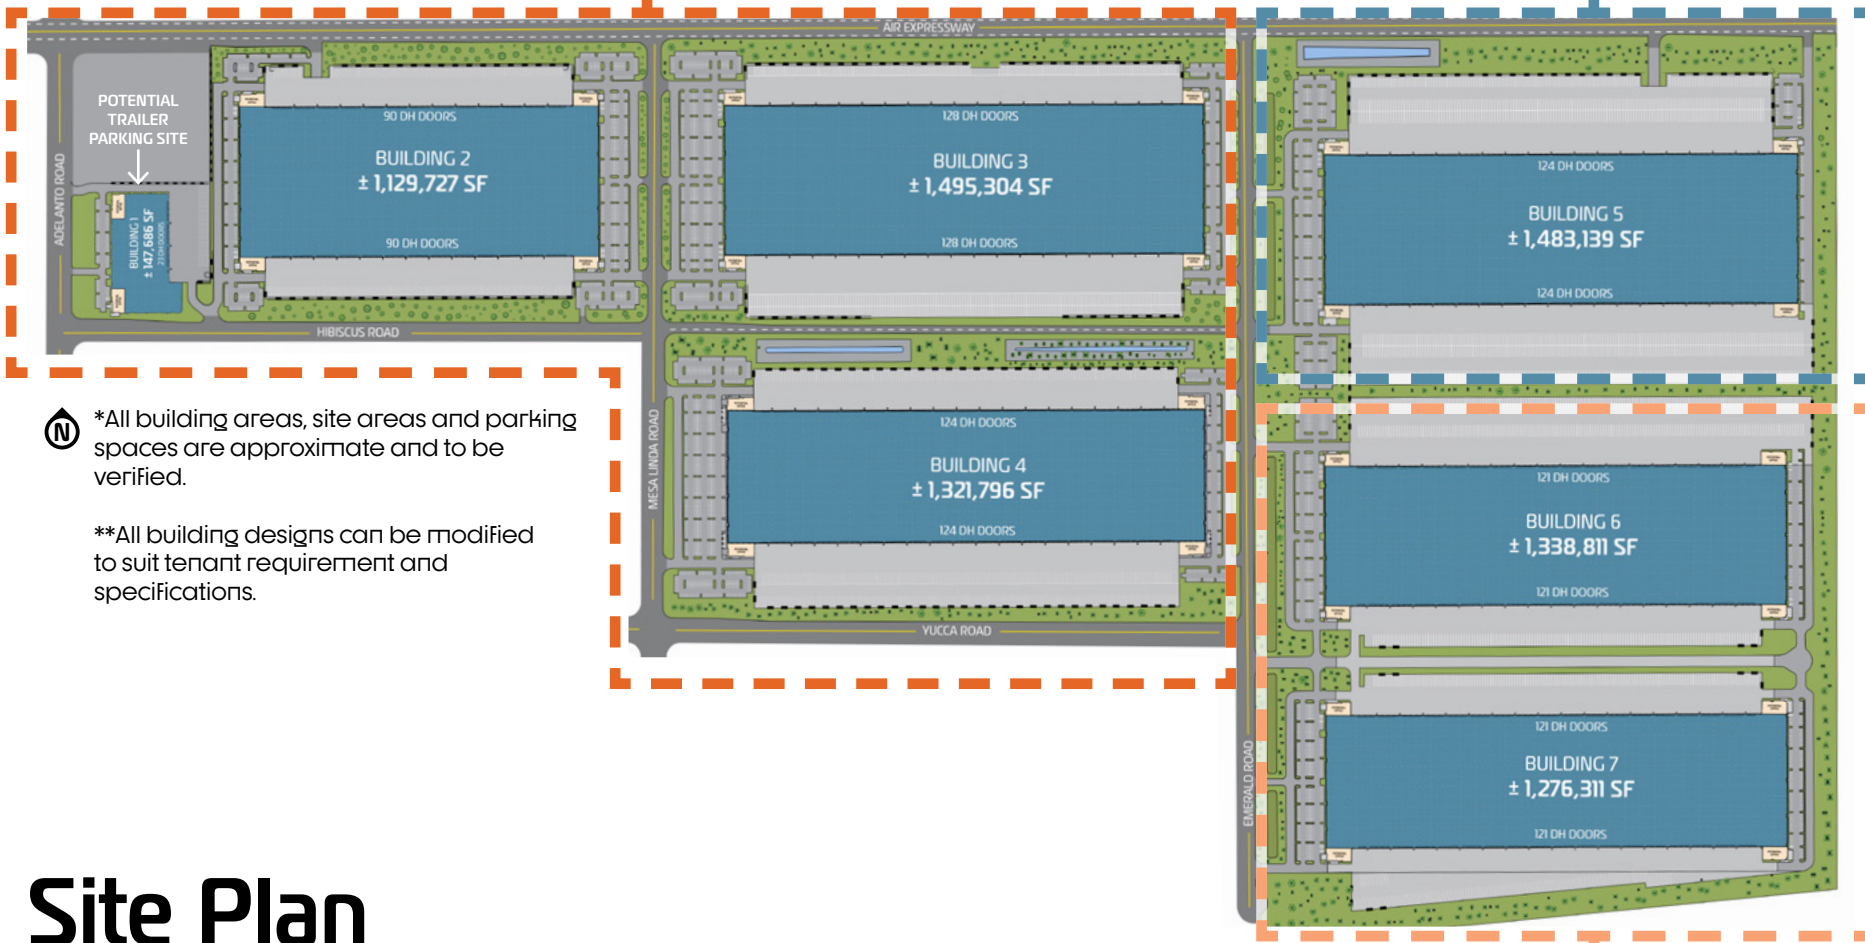 AIR EXPRESSWAY
POTENTIAL
TRAILER
PARKING SITE
ADELANTO ROAD
BUILDING 1
± 147,686 SF
23 DH DOORS
90 DH DOORS
BUILDING 2
± 1,129,727 SF
90 DH DOORS
128 DH DOORS
BUILDING 3
± 1,495,304 SF
128 DH DOORS
124 DH DOORS
BUILDING 5
± 1,483,139 SF
124 DH DOORS
HIBISCUS ROAD
MESA LINDA ROAD
124 DH DOORS
BUILDING 4
± 1,321,796 SF
124 DH DOORS
YUCCA ROAD
121 DH DOORS
BUILDING 6
± 1,338,811 SF
121 DH DOORS
EMERALD ROAD
121 DH DOORS
BUILDING 7
± 1,276,311 SF
121 DH DOORS
N
*All building areas, site areas and parking
spaces are approximate and to be
verified.
**All building designs can be modified
to suit tenant requirement and
specifications.
Site Plan